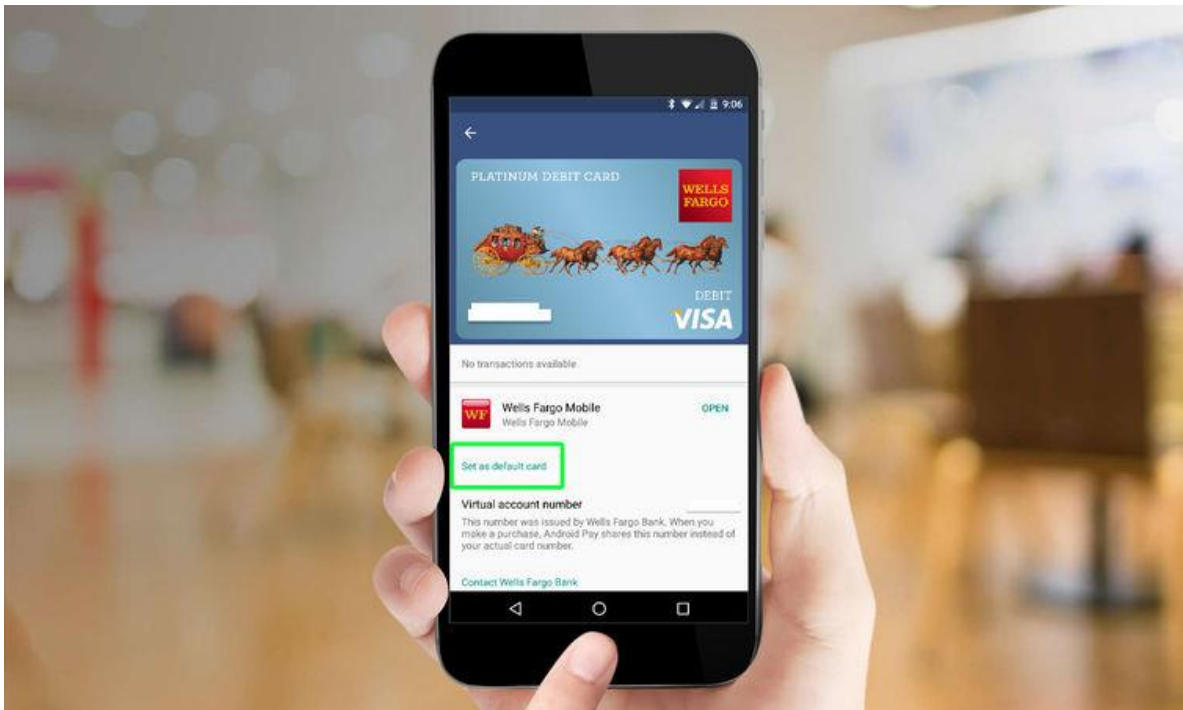 9:06
PLATINUM DEBIT CARD
WELLS
FARGO
DEBIT
VISA
No transactions available
WF
Wells Fargo Mobile
OPEN
Wells Fargo Mobile
Set as default card
Virtual account number
This number was issued by Wells Fargo Bank. When you
make a purchase, Android Pay shares this number instead of
your actual card number.
Contact Wells Fargo Bank